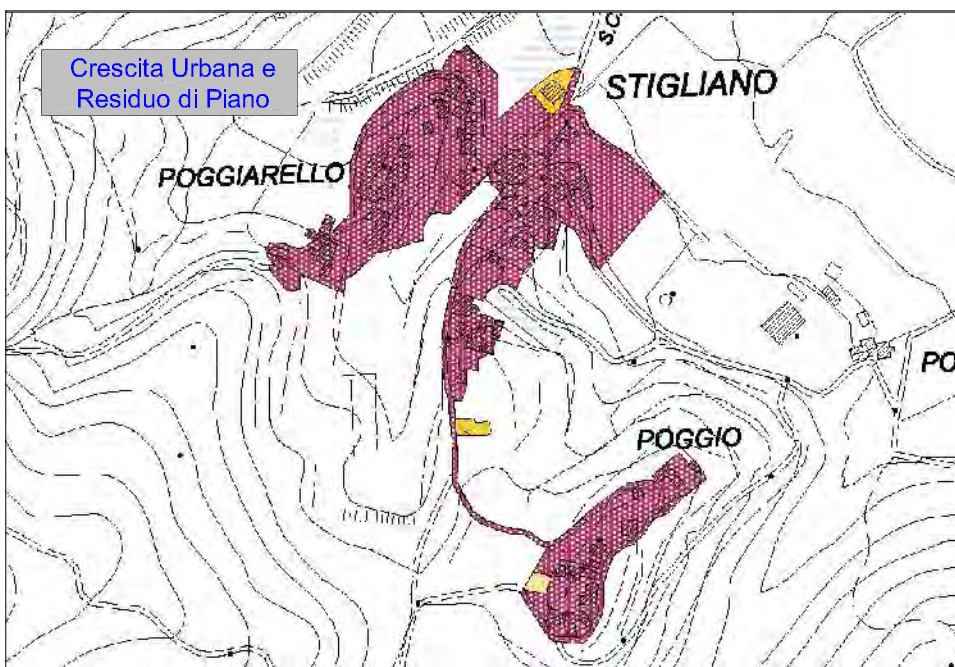 Crescita Urbana e
Residuo di Piano
S.C.
STIGLIANO
POGGIARELLO
PO
POGGIO